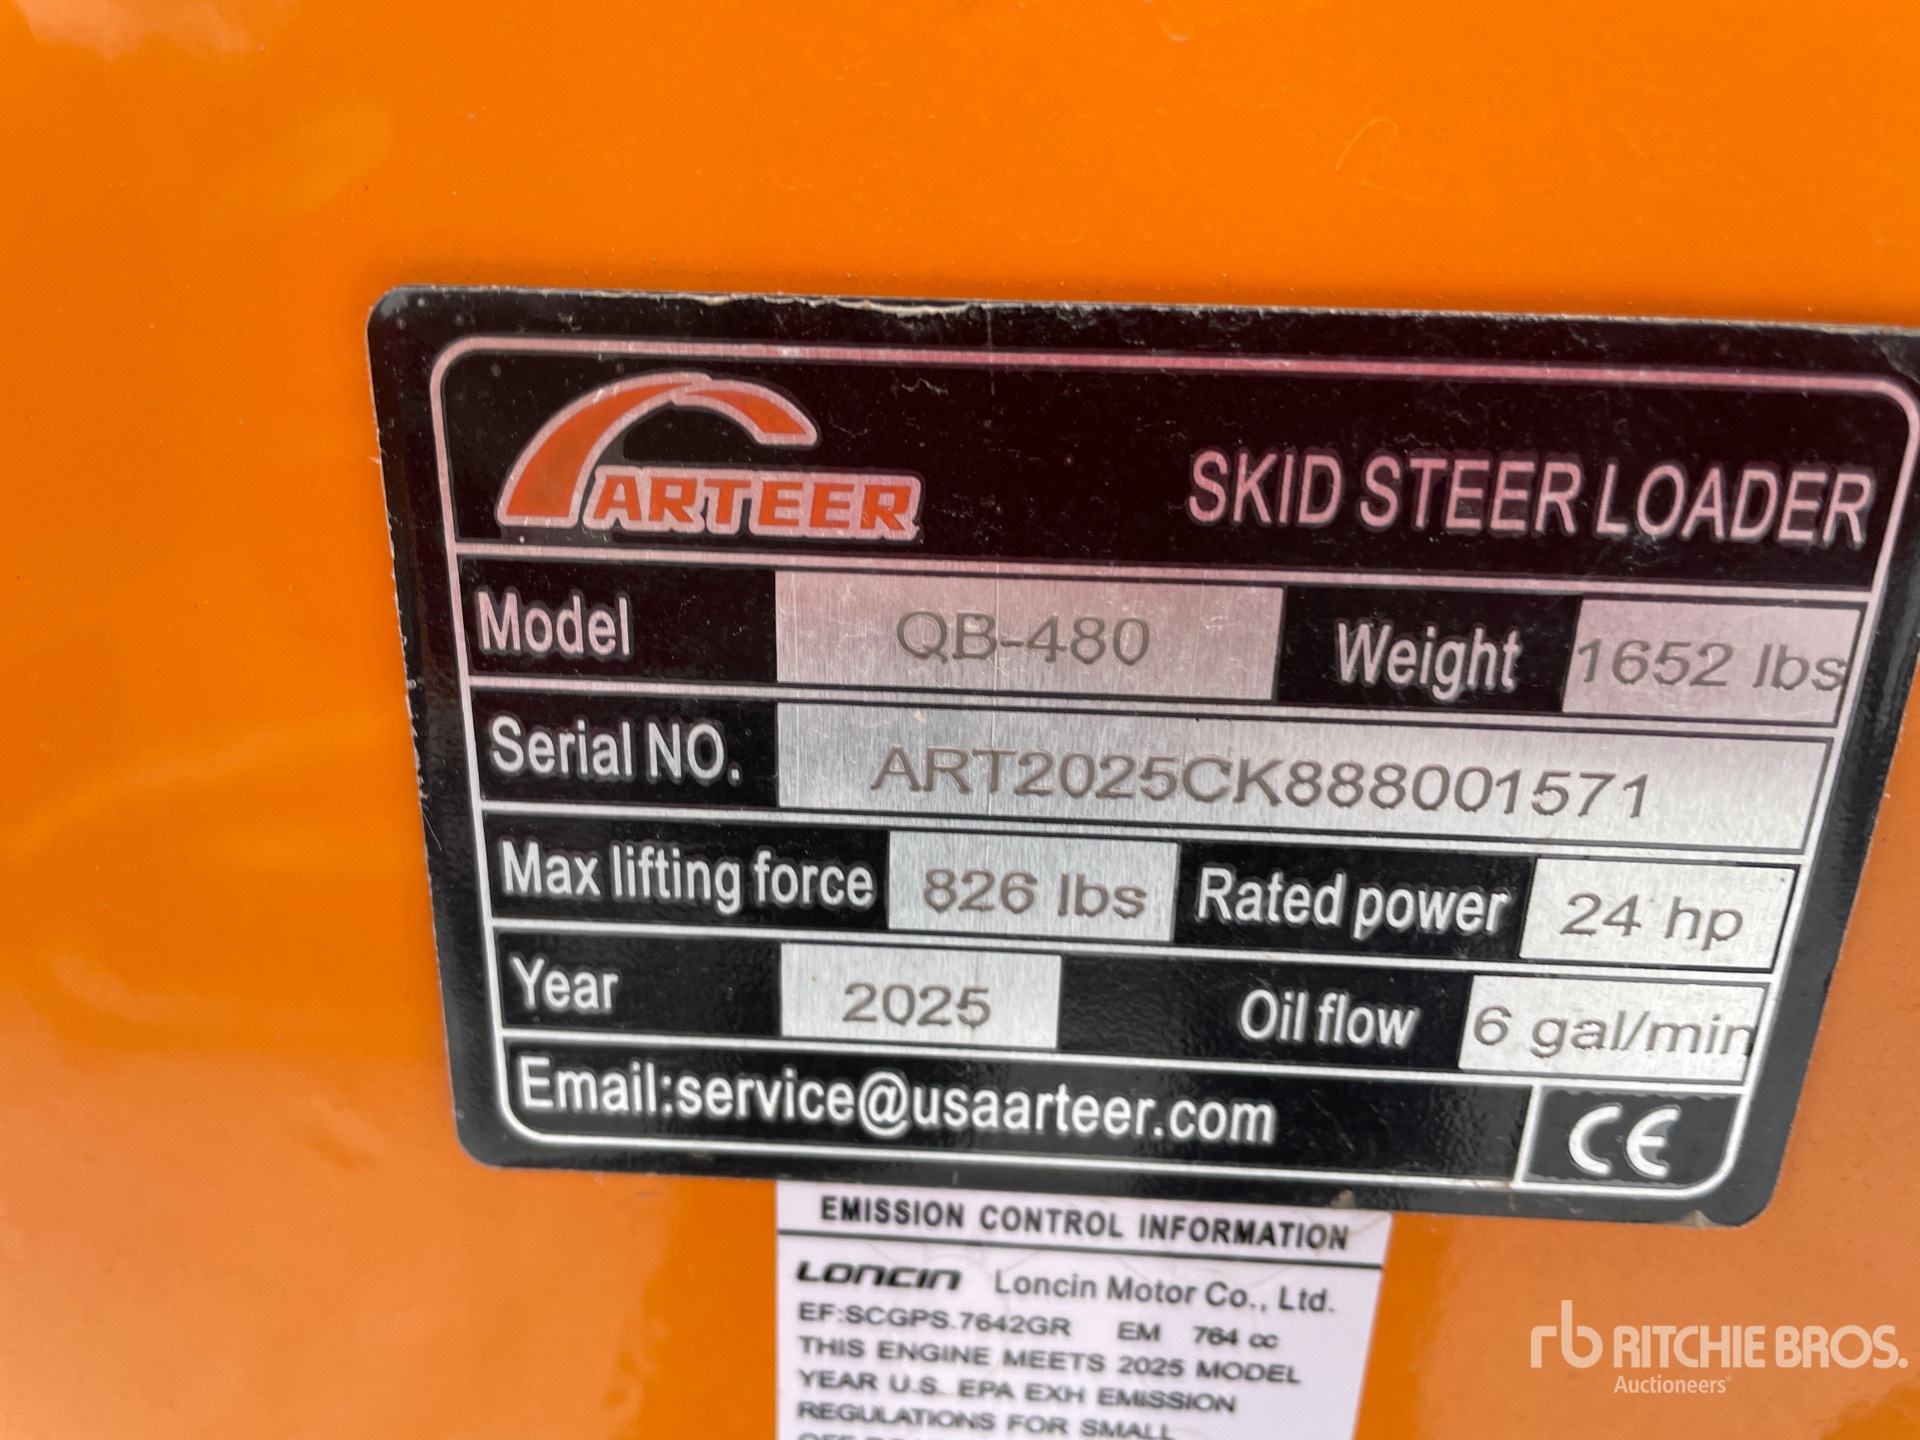 ARTEER SKID STEER LOADER
Model QB-480 Weight 1652 lbs
Serial NO. ART2025CK888001571
Max lifting force 826 lbs Rated power 24 hp
Year 2025 Oil flow 6 gal/min
Email:service@usaarteer.com CE
EMISSION CONTROL INFORMATION
LONCIN Loncin Motor Co., Ltd.
EF:SCGPS.7642GR EM 764 cc
THIS ENGINE MEETS 2025 MODEL
YEAR U.S. EPA EXH EMISSION
REGULATIONS FOR SMALL
rb RITCHIE BROS.
Auctioneers